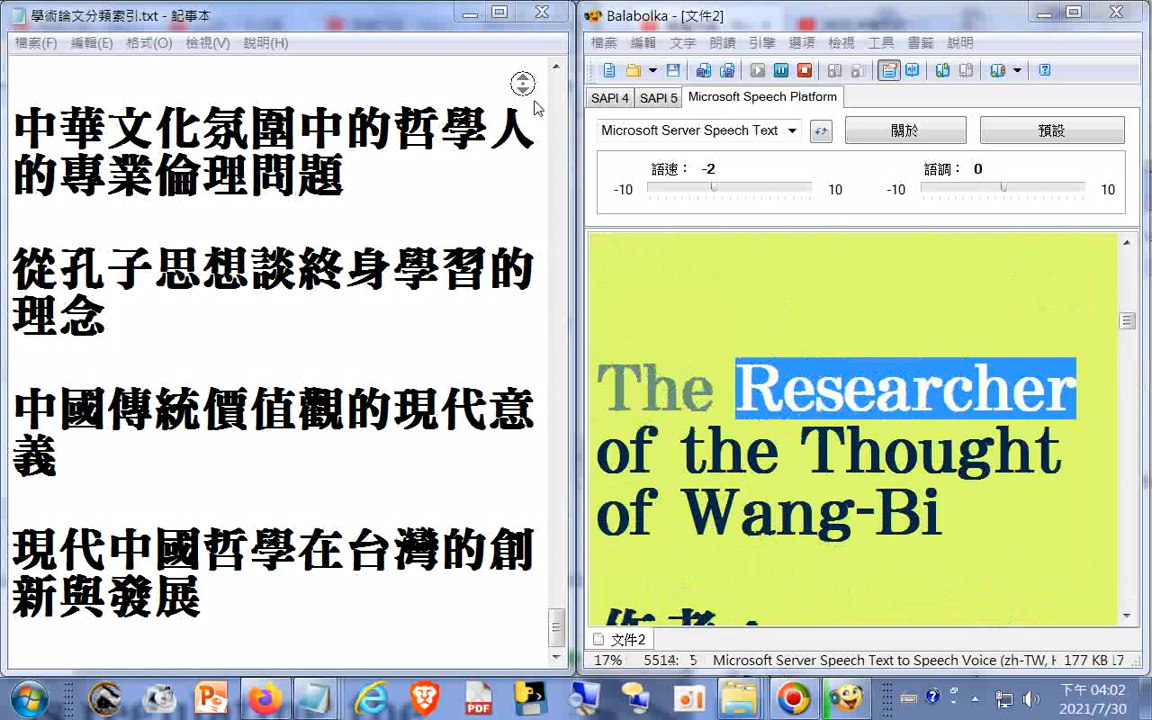 學術論文分類索引.txt - 記事本
檔案(F) 編輯(E) 格式(O) 檢視(V) 說明(H)
中華文化氛圍中的哲學人
的專業倫理問題
從孔子思想談終身學習的
理念
中國傳統價值觀的現代意
義
現代中國哲學在台灣的創
新與發展
Balabolka - [文件2]
檔案 編輯 文字 朗讀 引擎 選項 檢視 工具 書籤 說明
SAPI 4 SAPI 5 Microsoft Speech Platform
Microsoft Server Speech Text 關於 預設
語速： -2 語調： 0
-10 10 -10 10
The Researcher
of the Thought
of Wang-Bi
文件2
17% 5514: 5 Microsoft Server Speech Text to Speech Voice (zh-TW, H 177 KB
PDF
下午 04:02
2021/7/30